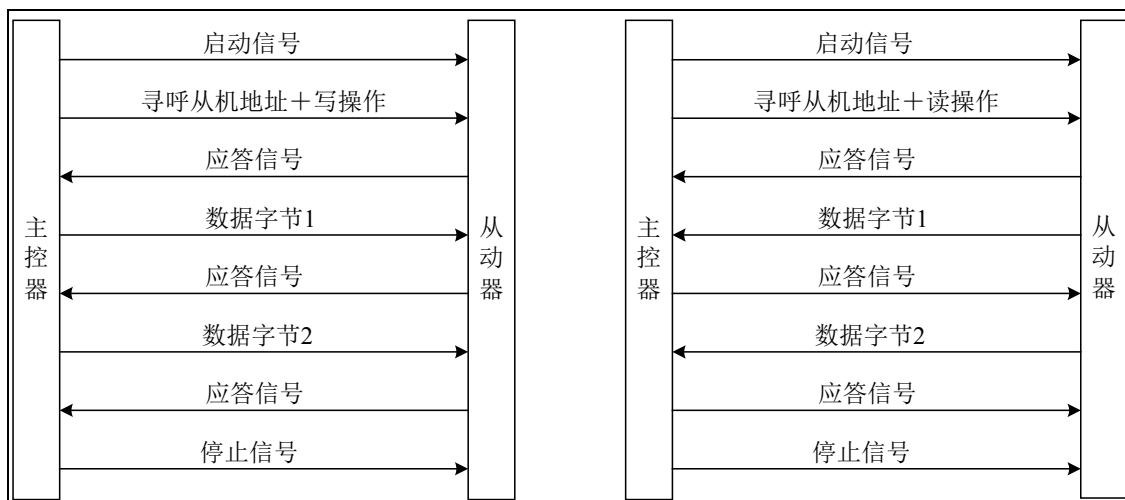 主控器
启动信号
寻呼从机地址＋写操作
应答信号
数据字节1
应答信号
数据字节2
应答信号
停止信号
从动器
主控器
启动信号
寻呼从机地址＋读操作
应答信号
数据字节1
应答信号
数据字节2
应答信号
停止信号
从动器